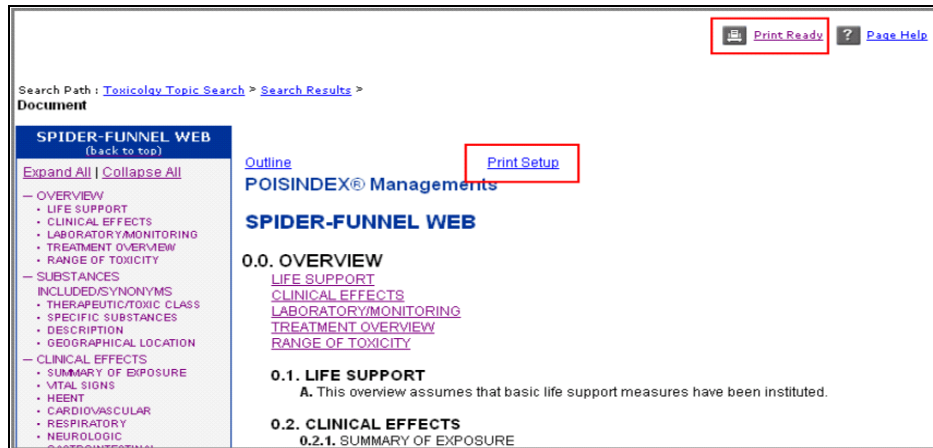 Print Ready ? Page Help
Search Path : Toxicolgy Topic Search > Search Results >
Document
SPIDER-FUNNEL WEB
(back to top)
Expand All | Collapse All
— OVERVIEW
• LIFE SUPPORT
• CLINICAL EFFECTS
• LABORATORY/MONITORING
• TREATMENT OVERVIEW
• RANGE OF TOXICITY
— SUBSTANCES
INCLUDED/SYNONYMS
• THERAPEUTIC/TOXIC CLASS
• SPECIFIC SUBSTANCES
• DESCRIPTION
• GEOGRAPHICAL LOCATION
— CLINICAL EFFECTS
• SUMMARY OF EXPOSURE
• VITAL SIGNS
• HEENT
• CARDIOVASCULAR
• RESPIRATORY
• NEUROLOGIC
• GASTROINTESTINAL
Outline Print Setup
POISINDEX® Managements
SPIDER-FUNNEL WEB
0.0. OVERVIEW
LIFE SUPPORT
CLINICAL EFFECTS
LABORATORY/MONITORING
TREATMENT OVERVIEW
RANGE OF TOXICITY
0.1. LIFE SUPPORT
A. This overview assumes that basic life support measures have been instituted.
0.2. CLINICAL EFFECTS
0.2.1. SUMMARY OF EXPOSURE